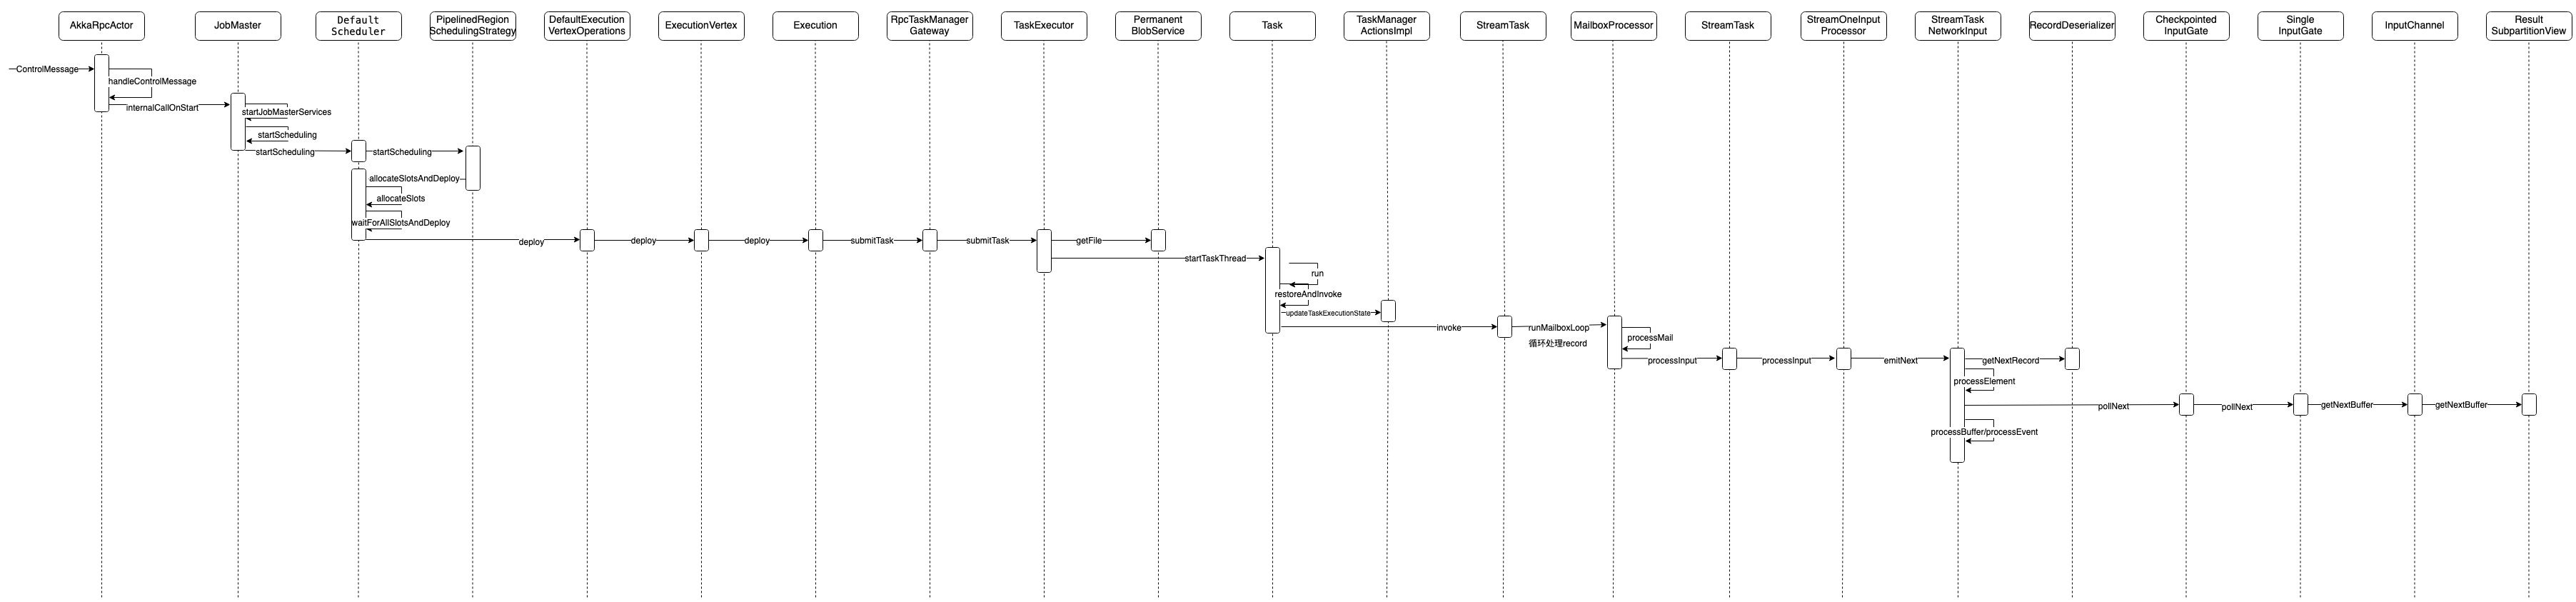 AkkaRpcActor
JobMaster
Default
Scheduler
PipelinedRegion
SchedulingStrategy
DefaultExecution
VertexOperations
ExecutionVertex
Execution
RpcTaskManager
Gateway
TaskExecutor
Permanent
BlobService
Task
TaskManager
ActionsImpl
StreamTask
MailboxProcessor
StreamTask
StreamOneInput
Processor
StreamTask
NetworkInput
RecordDeserializer
Checkpointed
InputGate
Single
InputGate
InputChannel
Result
SubpartitionView
ControlMessage
handleControlMessage
internalCallOnStart
startJobMasterServices
startScheduling
startScheduling
startScheduling
allocateSlotsAndDeploy
allocateSlots
waitForAllSlotsAndDeploy
deploy
deploy
deploy
submitTask
submitTask
getFile
startTaskThread
run
restoreAndInvoke
updateTaskExecutionState
invoke
runMailboxLoop
循环处理record
processMail
processInput
processInput
emitNext
getNextRecord
processElement
pollNext
pollNext
getNextBuffer
getNextBuffer
processBuffer/processEvent